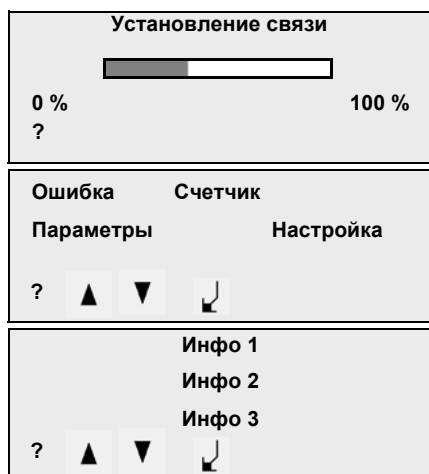 Установление связи
0 % 100 %
?
Ошибка Счетчик
Параметры Настройка
?
Инфо 1
Инфо 2
Инфо 3
?